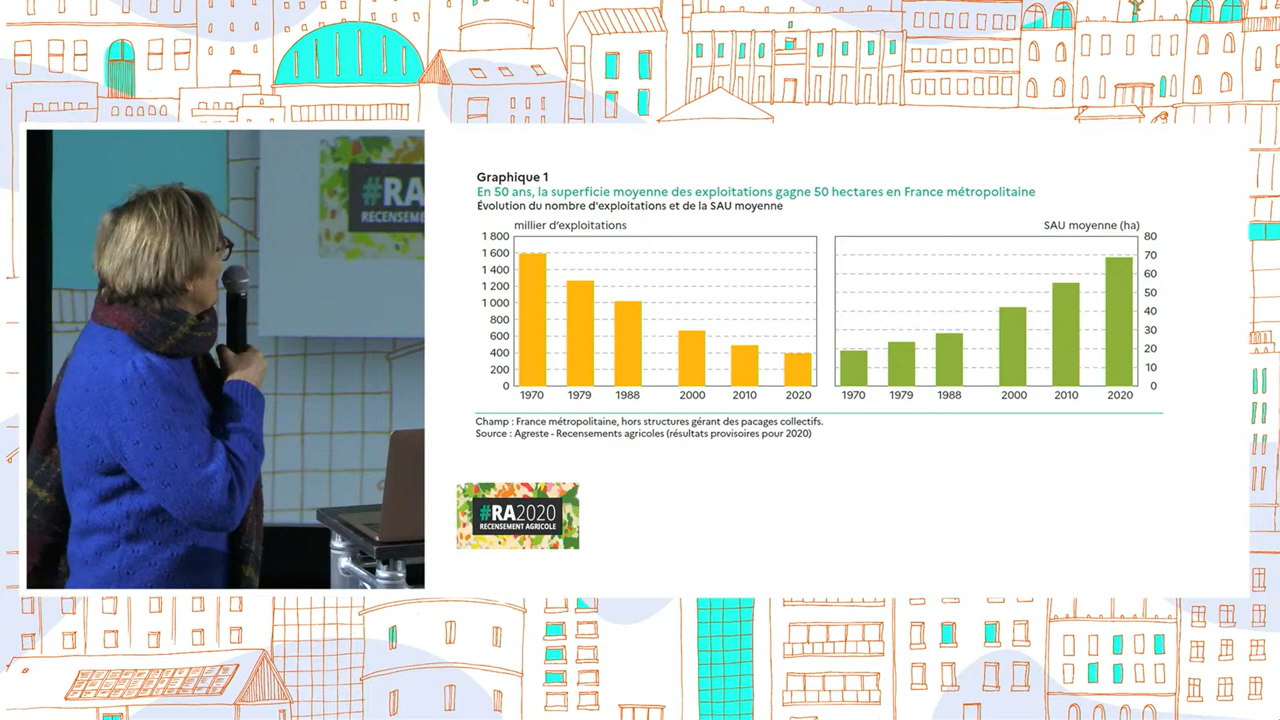 #RA
RECENSEME
Graphique 1
En 50 ans, la superficie moyenne des exploitations gagne 50 hectares en France métropolitaine
Évolution du nombre d'exploitations et de la SAU moyenne
millier d'exploitations
1 800
1 600
1 400
1 200
1 000
800
600
400
200
0
1970
1979
1988
2000
2010
2020
SAU moyenne (ha)
80
70
60
50
40
30
20
10
0
1970
1979
1988
2000
2010
2020
Champ : France métropolitaine, hors structures gérant des pacages collectifs.
Source : Agreste - Recensements agricoles (résultats provisoires pour 2020)
#RA2020
RECENSEMENT AGRICOLE